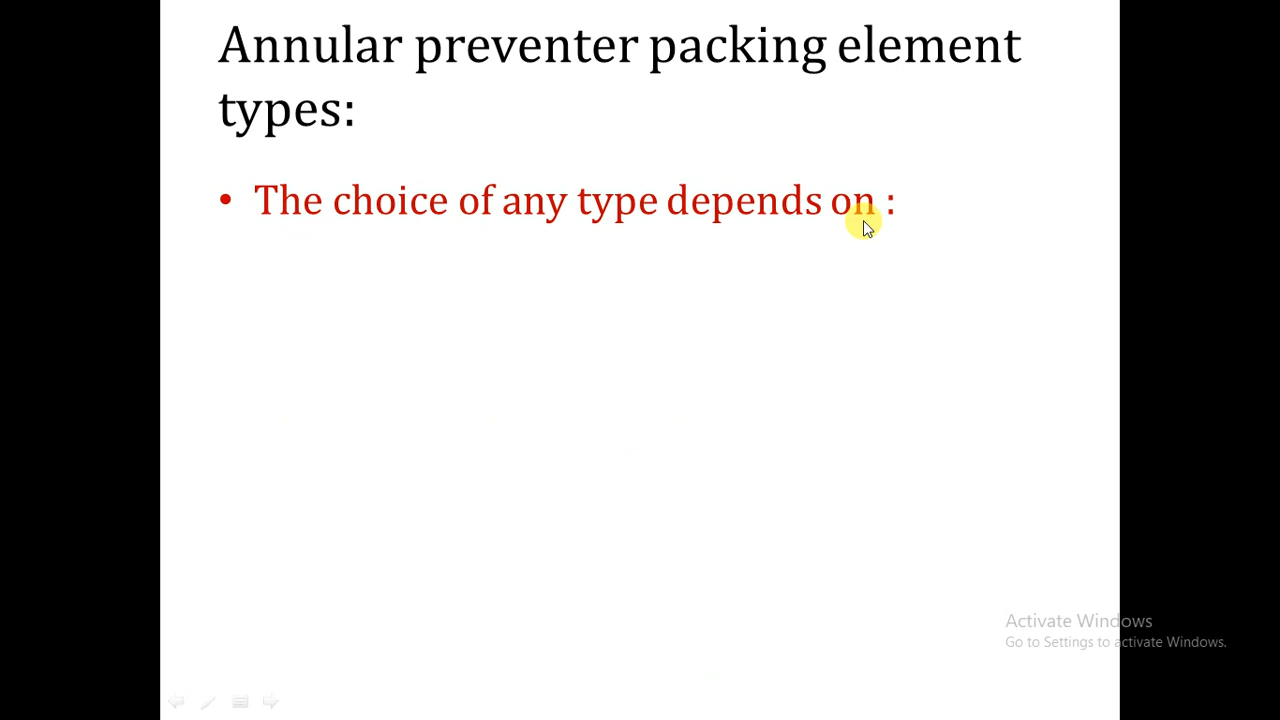 Annular preventer packing element
types:
• The choice of any type depends on :
Activate Windows
Go to Settings to activate Windows.